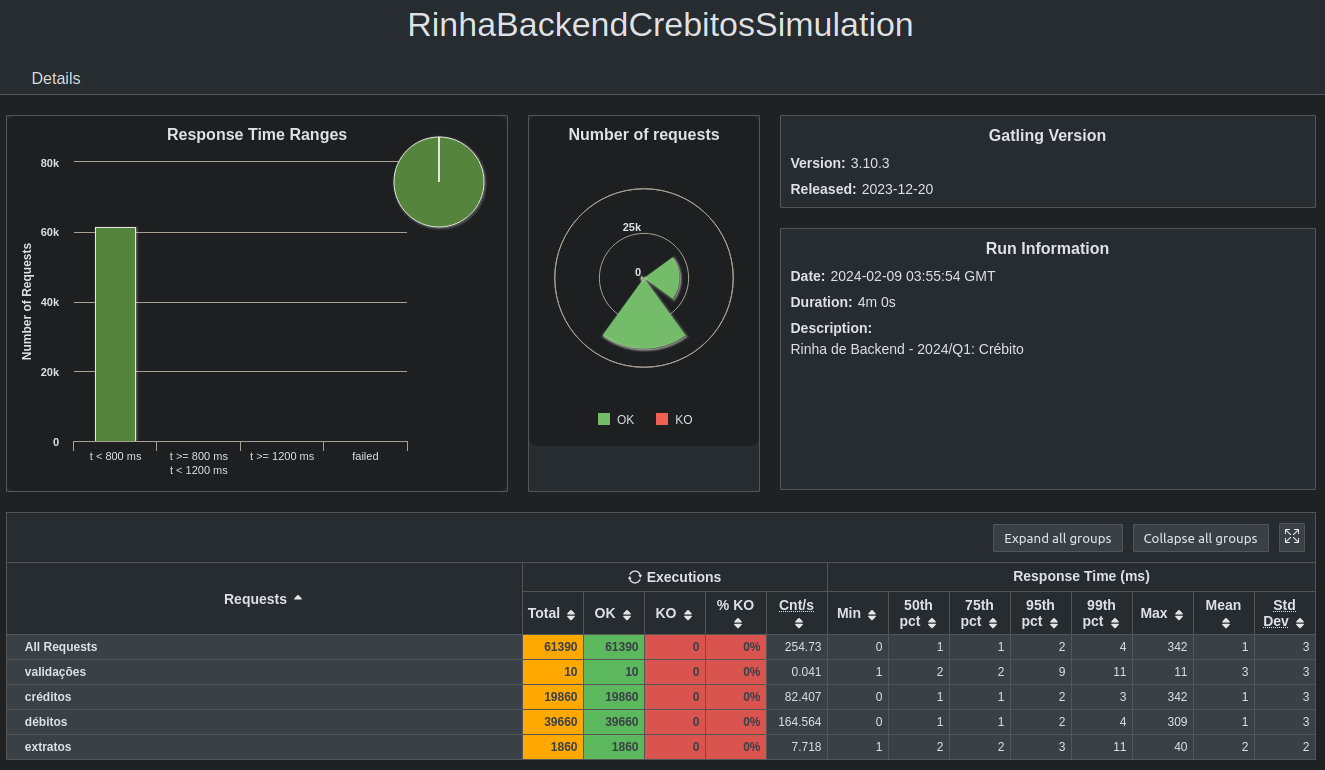 RinhaBackendCrebitosSimulation
Details
Response Time Ranges
80k
60k
40k
20k
0
Number of Requests
t < 800 ms
t >= 800 ms
t < 1200 ms
t >= 1200 ms
failed
Number of requests
25k
0
OK KO
Gatling Version
Version: 3.10.3
Released: 2023-12-20
Run Information
Date: 2024-02-09 03:55:54 GMT
Duration: 4m 0s
Description:
Rinha de Backend - 2024/Q1: Crébito
Expand all groups Collapse all groups
Requests Executions Response Time (ms)
Total OK KO % KO Cnt/s Min 50th pct 75th pct 95th pct 99th pct Max Mean Std Dev
All Requests 61390 61390 0 0% 254.73 0 1 1 2 4 342 1 3
validações 10 10 0 0% 0.041 1 2 2 9 11 11 3 3
créditos 19860 19860 0 0% 82.407 0 1 1 2 3 342 1 3
débitos 39660 39660 0 0% 164.564 0 1 1 2 4 309 1 3
extratos 1860 1860 0 0% 7.718 1 2 2 3 11 40 2 2